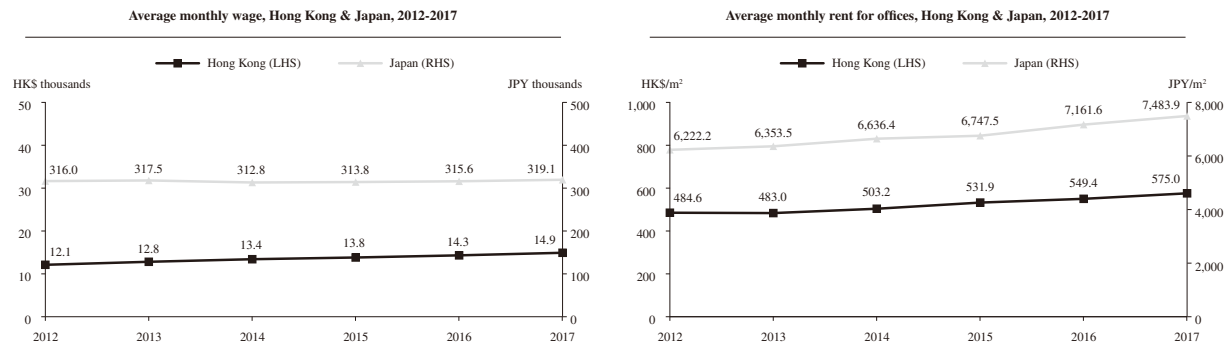 Average monthly wage, Hong Kong & Japan, 2012-2017
Hong Kong (LHS) Japan (RHS)
HK$ thousands JPY thousands
50 500
40 400
316.0 317.5 312.8 313.8 315.6 319.1
30 300
20 200
12.1 12.8 13.4 13.8 14.3 14.9
10 100
0 0
2012 2013 2014 2015 2016 2017
Average monthly rent for offices, Hong Kong & Japan, 2012-2017
Hong Kong (LHS) Japan (RHS)
HK$/m² JPY/m²
1,000 8,000
6,222.2 6,353.5 6,636.4 6,747.5 7,161.6 7,483.9
800 6,000
600 4,000
484.6 483.0 503.2 531.9 549.4 575.0
400 2,000
200
0 0
2012 2013 2014 2015 2016 2017